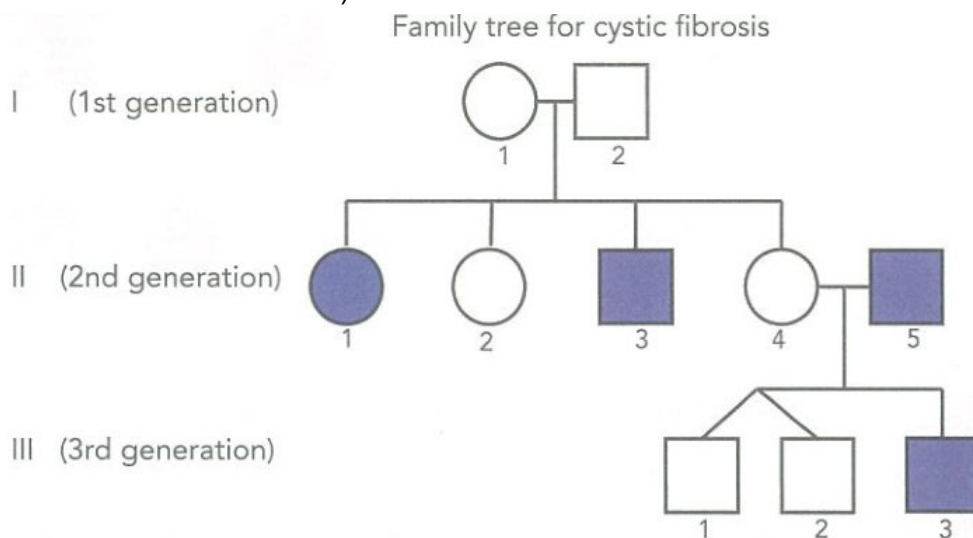 Family tree for cystic fibrosis
I (1st generation)
1 2
II (2nd generation)
1 2 3 4 5
III (3rd generation)
1 2 3